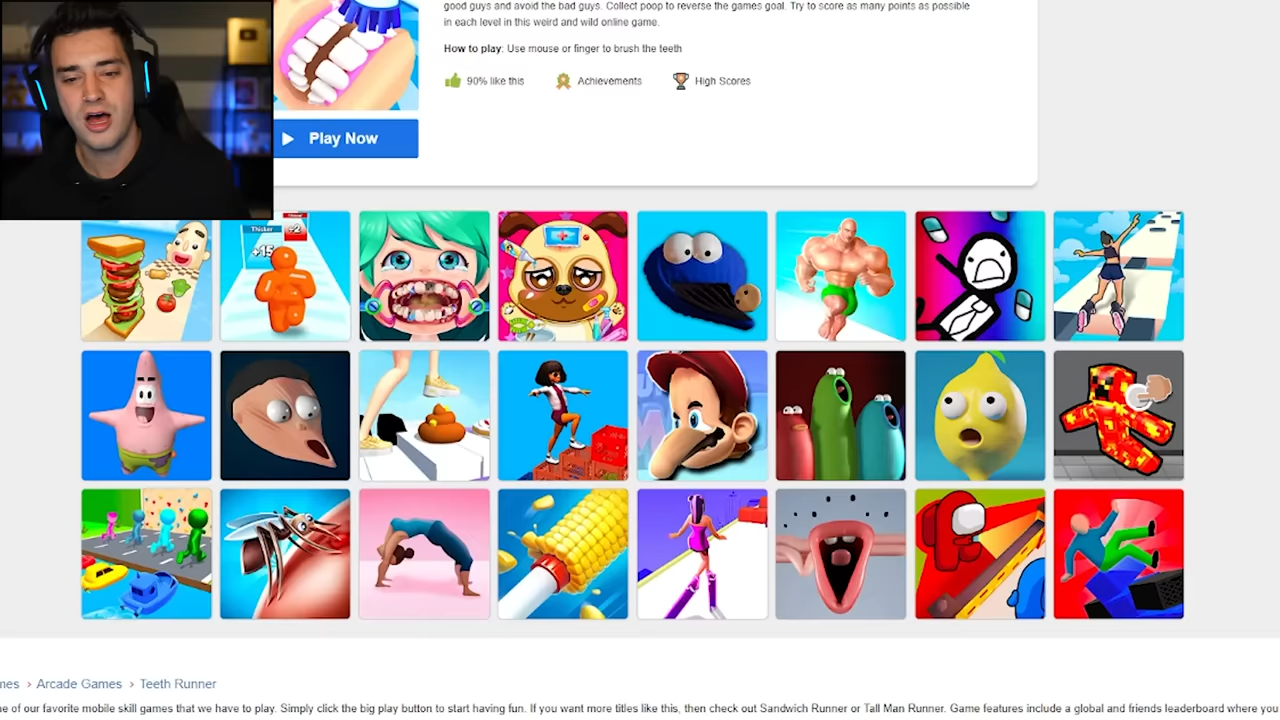 good guys and avoid the bad guys. Collect poop to reverse the games goal. Try to score as many points as possible
in each level in this weird and wild online game.
How to play: Use mouse or finger to brush the teeth
90% like this
Achievements
High Scores
Play Now
Thicker
+15
+2
> Arcade Games > Teeth Runner
of our favorite mobile skill games that we have to play. Simply click the big play button to start having fun. If you want more titles like this, then check out Sandwich Runner or Tall Man Runner. Game features include a global and friends leaderboard where you